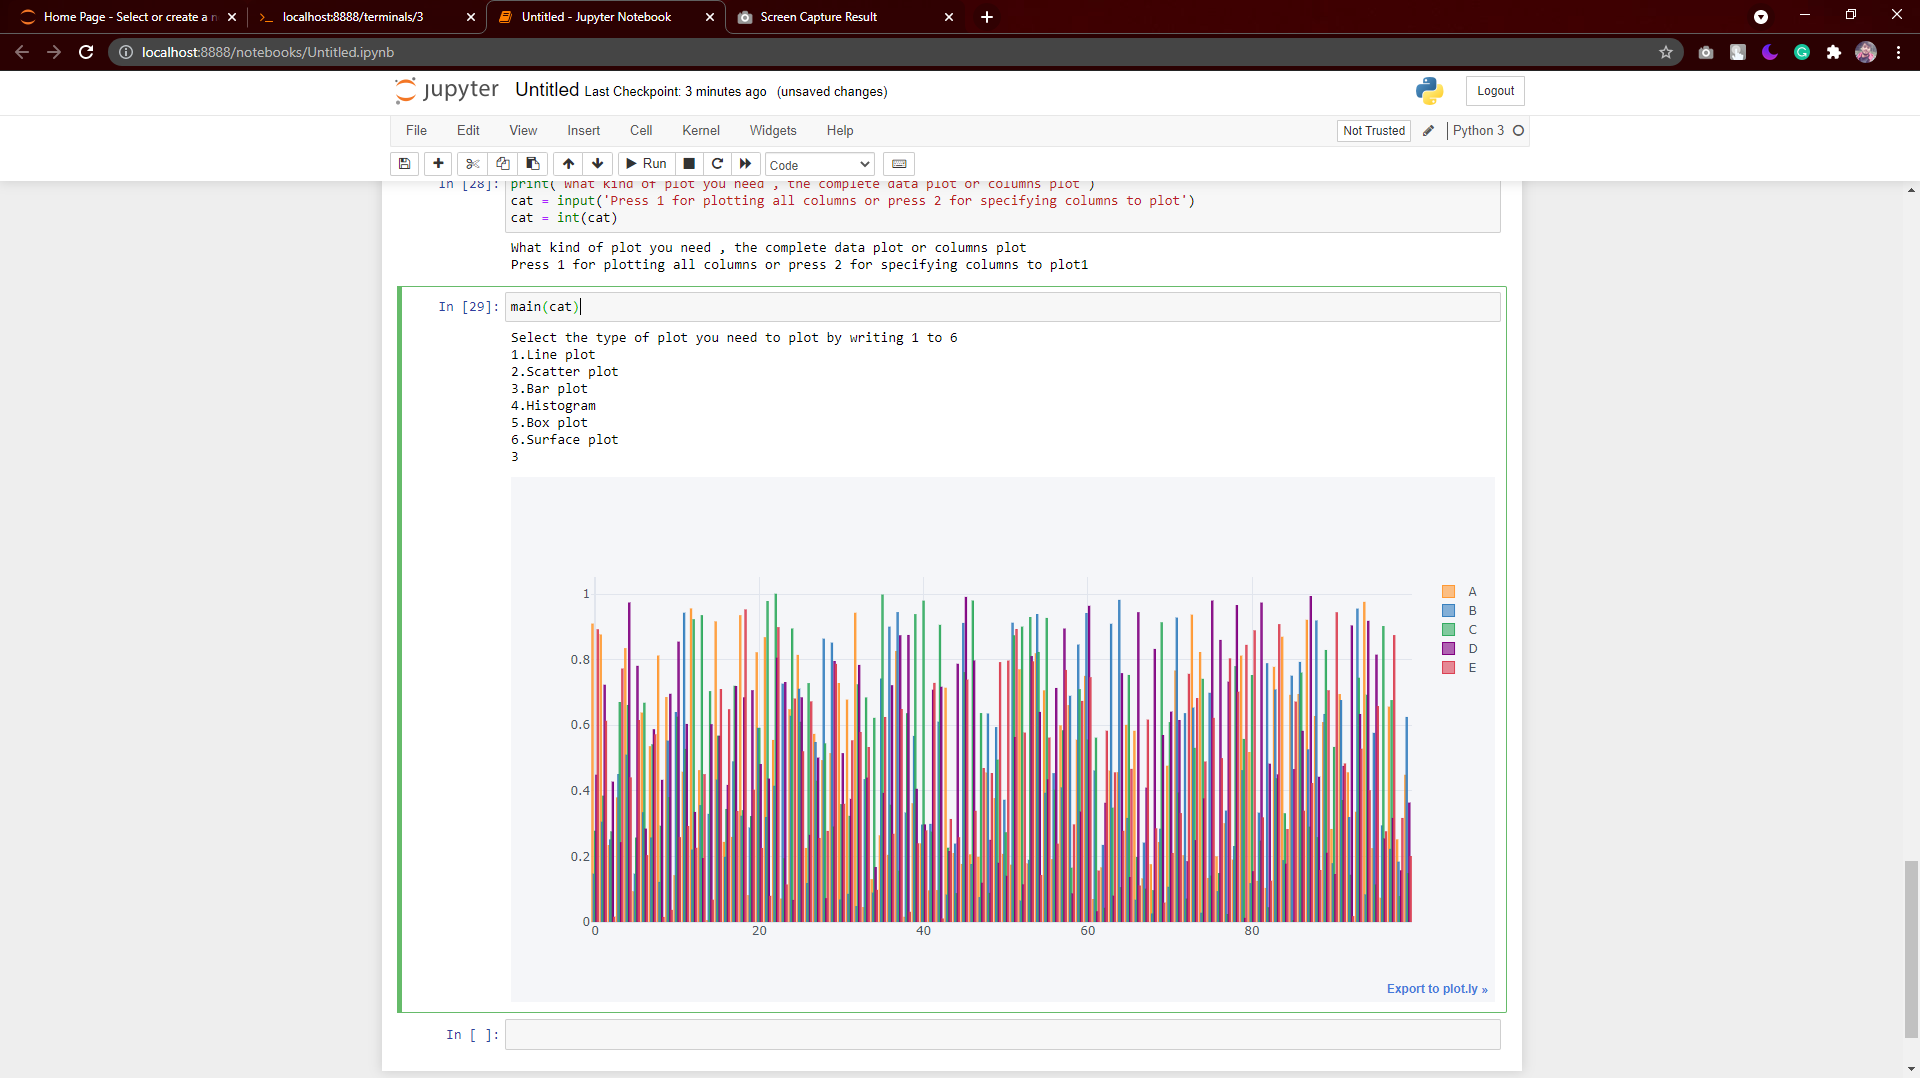 Home Page - Select or create a n
localhost:8888/terminals/3
Untitled - Jupyter Notebook
Screen Capture Result
localhost:8888/notebooks/Untitled.ipynb
jupyter Untitled Last Checkpoint: 3 minutes ago (unsaved changes)
Logout
File Edit View Insert Cell Kernel Widgets Help
Not Trusted Python 3
Run Code
In [28]: print('What kind of plot you need , the complete data plot or columns plot')
cat = input('Press 1 for plotting all columns or press 2 for specifying columns to plot')
cat = int(cat)
What kind of plot you need , the complete data plot or columns plot
Press 1 for plotting all columns or press 2 for specifying columns to plot1
In [29]: main(cat)
Select the type of plot you need to plot by writing 1 to 6
1.Line plot
2.Scatter plot
3.Bar plot
4.Histogram
5.Box plot
6.Surface plot
3
1
0.8
0.6
0.4
0.2
0
0 20 40 60 80
A
B
C
D
E
Export to plot.ly »
In [ ]: